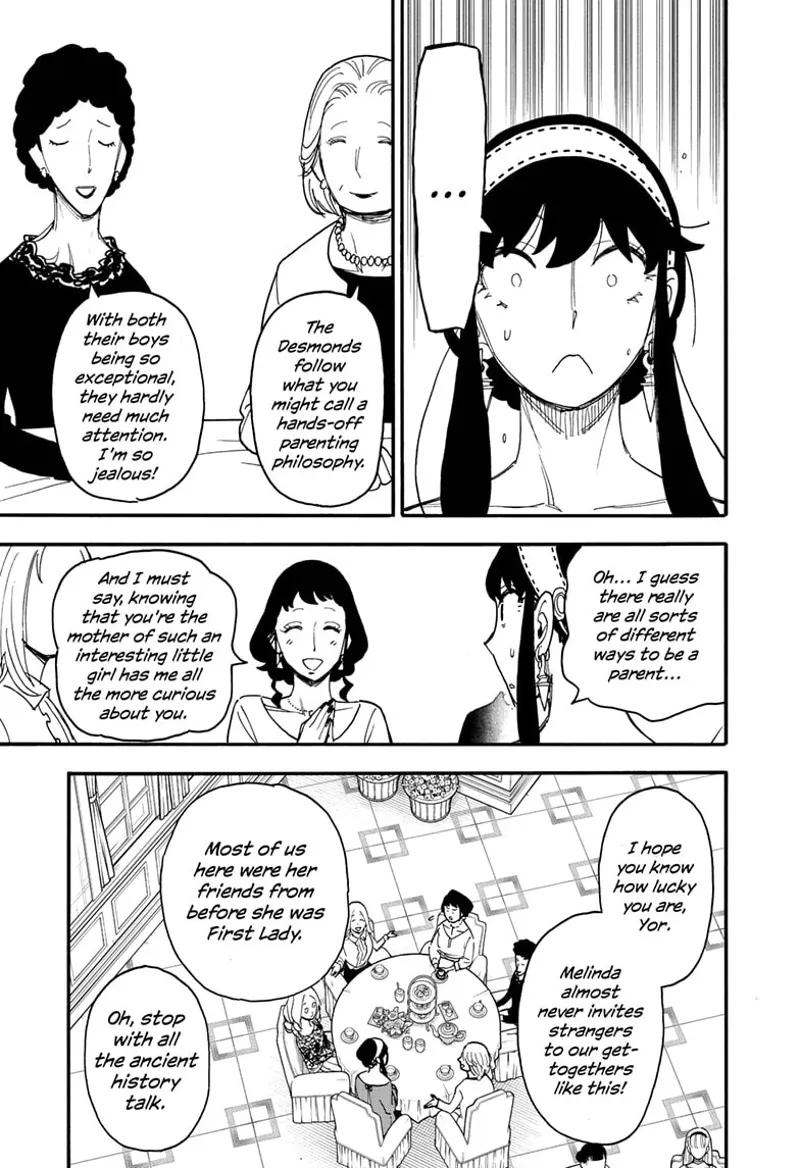 ...
The
Desmonds
follow
what you
might call a
hands-off
parenting
philosophy.
With both
their boys
being so
exceptional,
they hardly
need much
attention.
I'm so
jealous!
Oh... I guess
there really
are all sorts
of different
ways to be a
parent...
And I must
say, knowing
that you're the
mother of such an
interesting little
girl has me all
the more curious
about you.
I hope
you know
how lucky
you are,
Yor.
Melinda
almost
never invites
strangers
to our get-
togethers
like this!
Most of us
here were her
friends from
before she was
First Lady.
Oh, stop
with all
the ancient
history
talk.